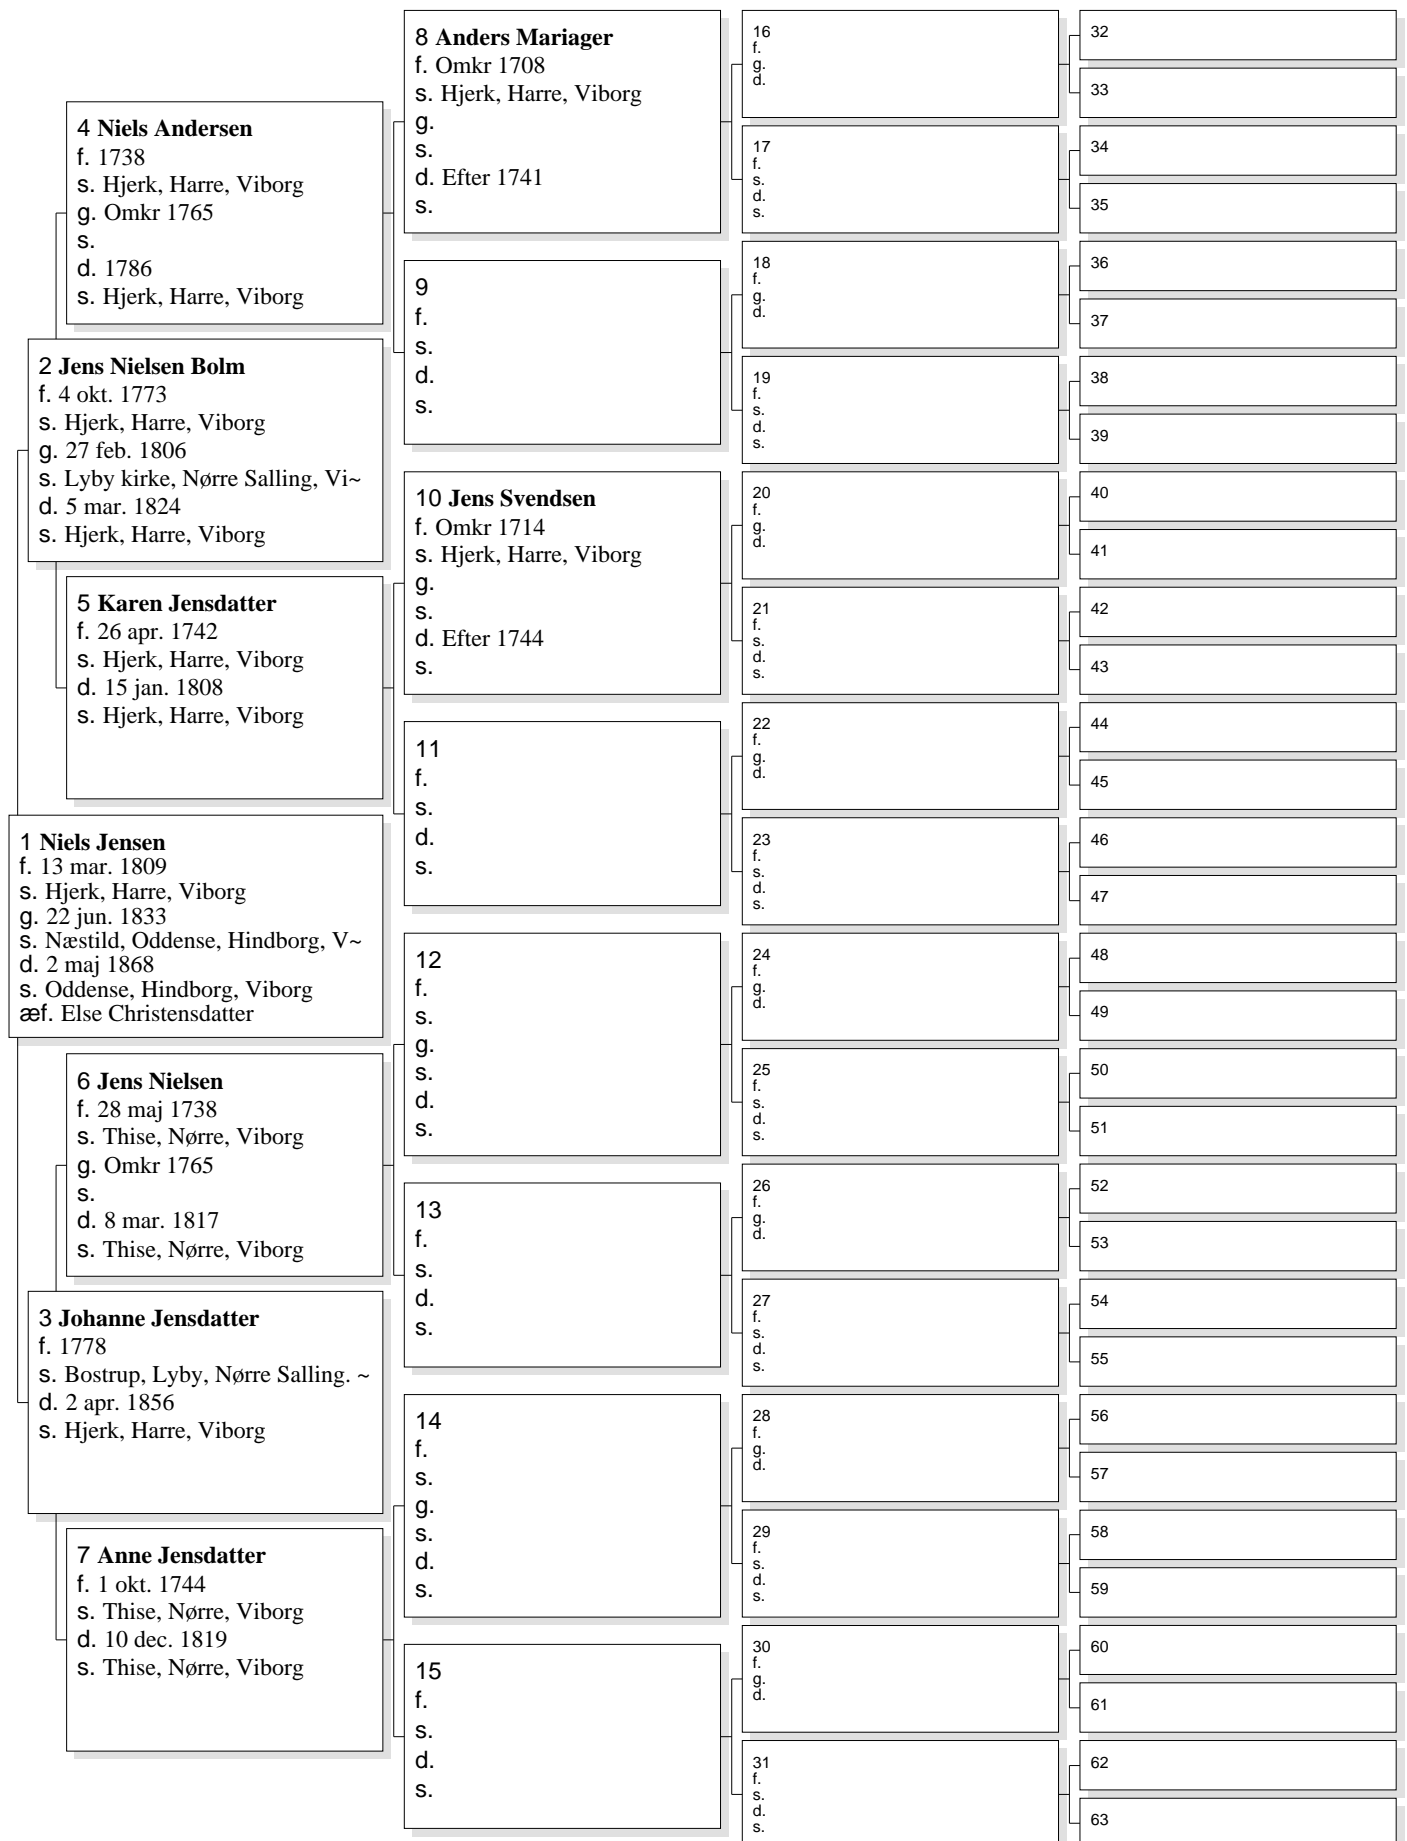 8 Anders Mariager
f. Omkr 1708
s. Hjerk, Harre, Viborg
g.
s.
d. Efter 1741
s.
4 Niels Andersen
f. 1738
s. Hjerk, Harre, Viborg
g. Omkr 1765
s.
d. 1786
s. Hjerk, Harre, Viborg
9
f.
s.
d.
s.
2 Jens Nielsen Bolm
f. 4 okt. 1773
s. Hjerk, Harre, Viborg
g. 27 feb. 1806
s. Lyby kirke, Nørre Salling, Vi~
d. 5 mar. 1824
s. Hjerk, Harre, Viborg
10 Jens Svendsen
f. Omkr 1714
s. Hjerk, Harre, Viborg
g.
s.
d. Efter 1744
s.
5 Karen Jensdatter
f. 26 apr. 1742
s. Hjerk, Harre, Viborg
d. 15 jan. 1808
s. Hjerk, Harre, Viborg
11
f.
s.
d.
s.
1 Niels Jensen
f. 13 mar. 1809
s. Hjerk, Harre, Viborg
g. 22 jun. 1833
s. Næstild, Oddense, Hindborg, V~
d. 2 maj 1868
s. Oddense, Hindborg, Viborg
æf. Else Christensdatter
12
f.
s.
g.
s.
d.
s.
6 Jens Nielsen
f. 28 maj 1738
s. Thise, Nørre, Viborg
g. Omkr 1765
s.
d. 8 mar. 1817
s. Thise, Nørre, Viborg
13
f.
s.
d.
s.
3 Johanne Jensdatter
f. 1778
s. Bostrup, Lyby, Nørre Salling. ~
d. 2 apr. 1856
s. Hjerk, Harre, Viborg
14
f.
s.
g.
s.
d.
s.
7 Anne Jensdatter
f. 1 okt. 1744
s. Thise, Nørre, Viborg
d. 10 dec. 1819
s. Thise, Nørre, Viborg
15
f.
s.
d.
s.
16
f.
g.
d.
17
f.
s.
d.
s.
18
f.
g.
d.
19
f.
s.
d.
s.
20
f.
g.
d.
21
f.
s.
d.
s.
22
f.
g.
d.
23
f.
s.
d.
s.
24
f.
g.
d.
25
f.
s.
d.
s.
26
f.
g.
d.
27
f.
s.
d.
s.
28
f.
g.
d.
29
f.
s.
d.
s.
30
f.
g.
d.
31
f.
s.
d.
s.
32
33
34
35
36
37
38
39
40
41
42
43
44
45
46
47
48
49
50
51
52
53
54
55
56
57
58
59
60
61
62
63